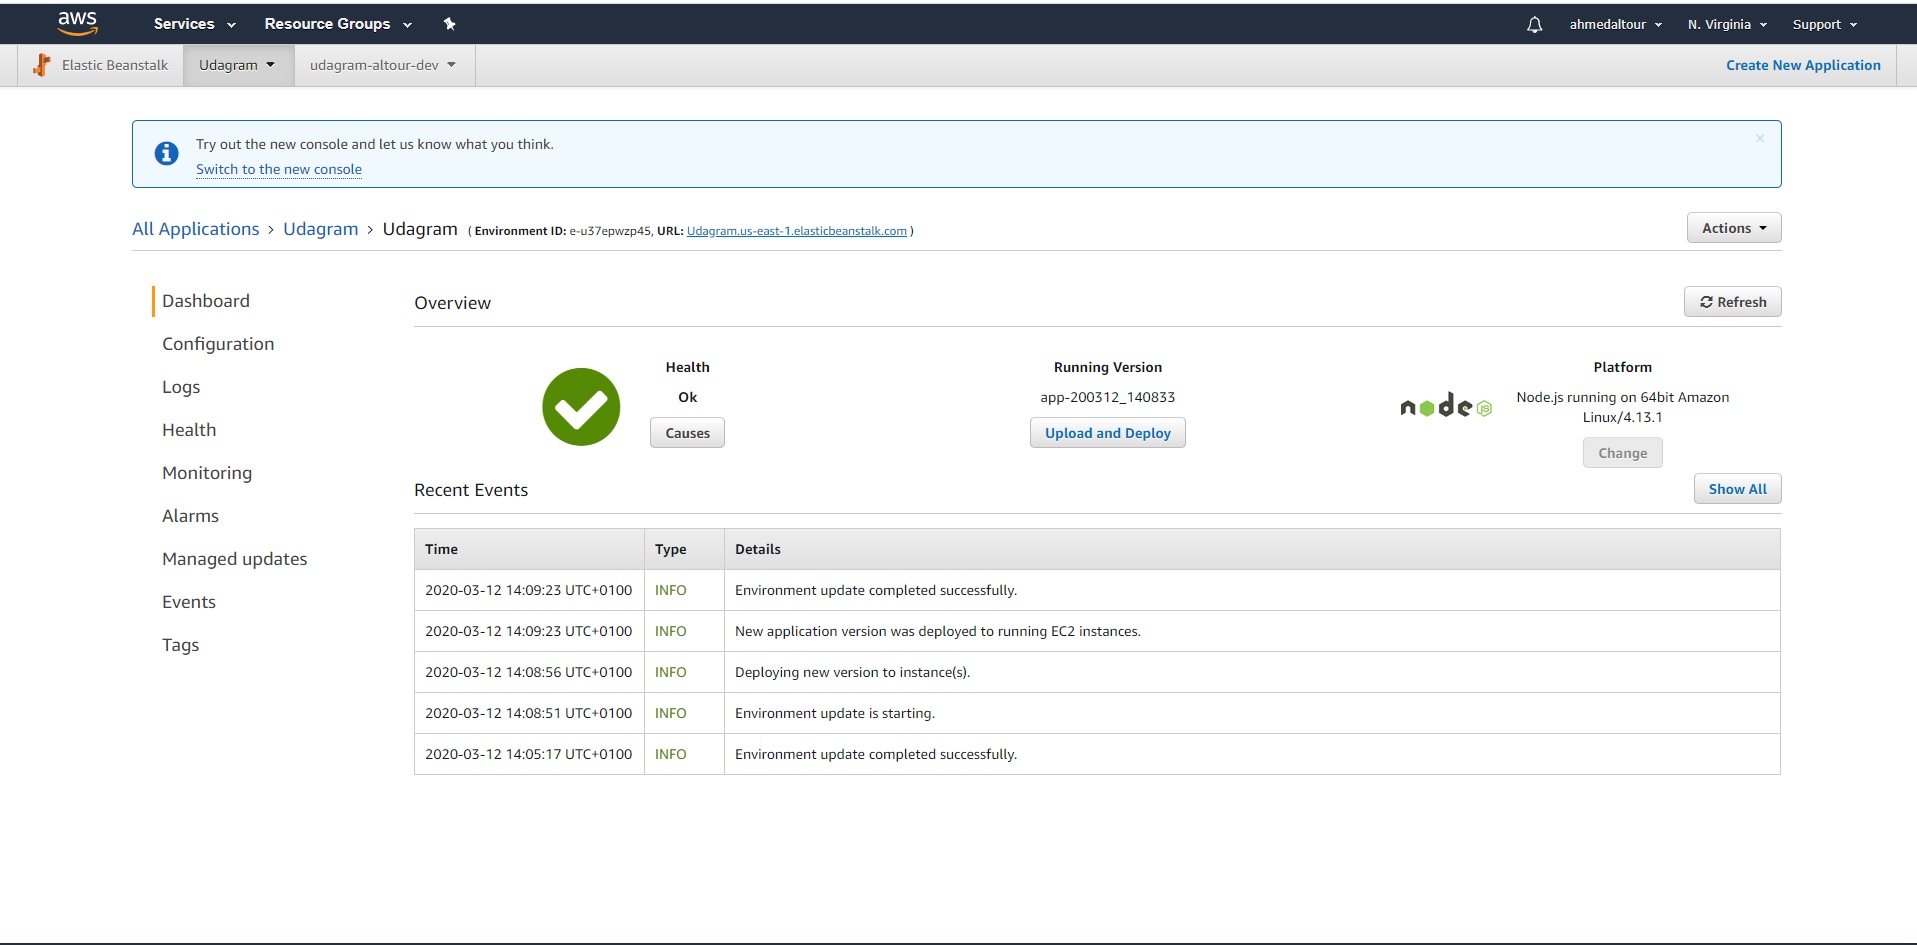 aws Services Resource Groups ahmedaltour N. Virginia Support
Elastic Beanstalk Udagram udagram-altour-dev Create New Application
Try out the new console and let us know what you think. ×
Switch to the new console
All Applications > Udagram > Udagram ( Environment ID: e-u37epwzp45, URL: Udagram.us-east-1.elasticbeanstalk.com ) Actions
Dashboard
Configuration
Logs
Health
Monitoring
Alarms
Managed updates
Events
Tags
Overview Refresh
Health
Ok
Causes
Running Version
app-200312_140833
Upload and Deploy
node JS
Platform
Node.js running on 64bit Amazon
Linux/4.13.1
Change
Recent Events Show All
Time Type Details
2020-03-12 14:09:23 UTC+0100 INFO Environment update completed successfully.
2020-03-12 14:09:23 UTC+0100 INFO New application version was deployed to running EC2 instances.
2020-03-12 14:08:56 UTC+0100 INFO Deploying new version to instance(s).
2020-03-12 14:08:51 UTC+0100 INFO Environment update is starting.
2020-03-12 14:05:17 UTC+0100 INFO Environment update completed successfully.